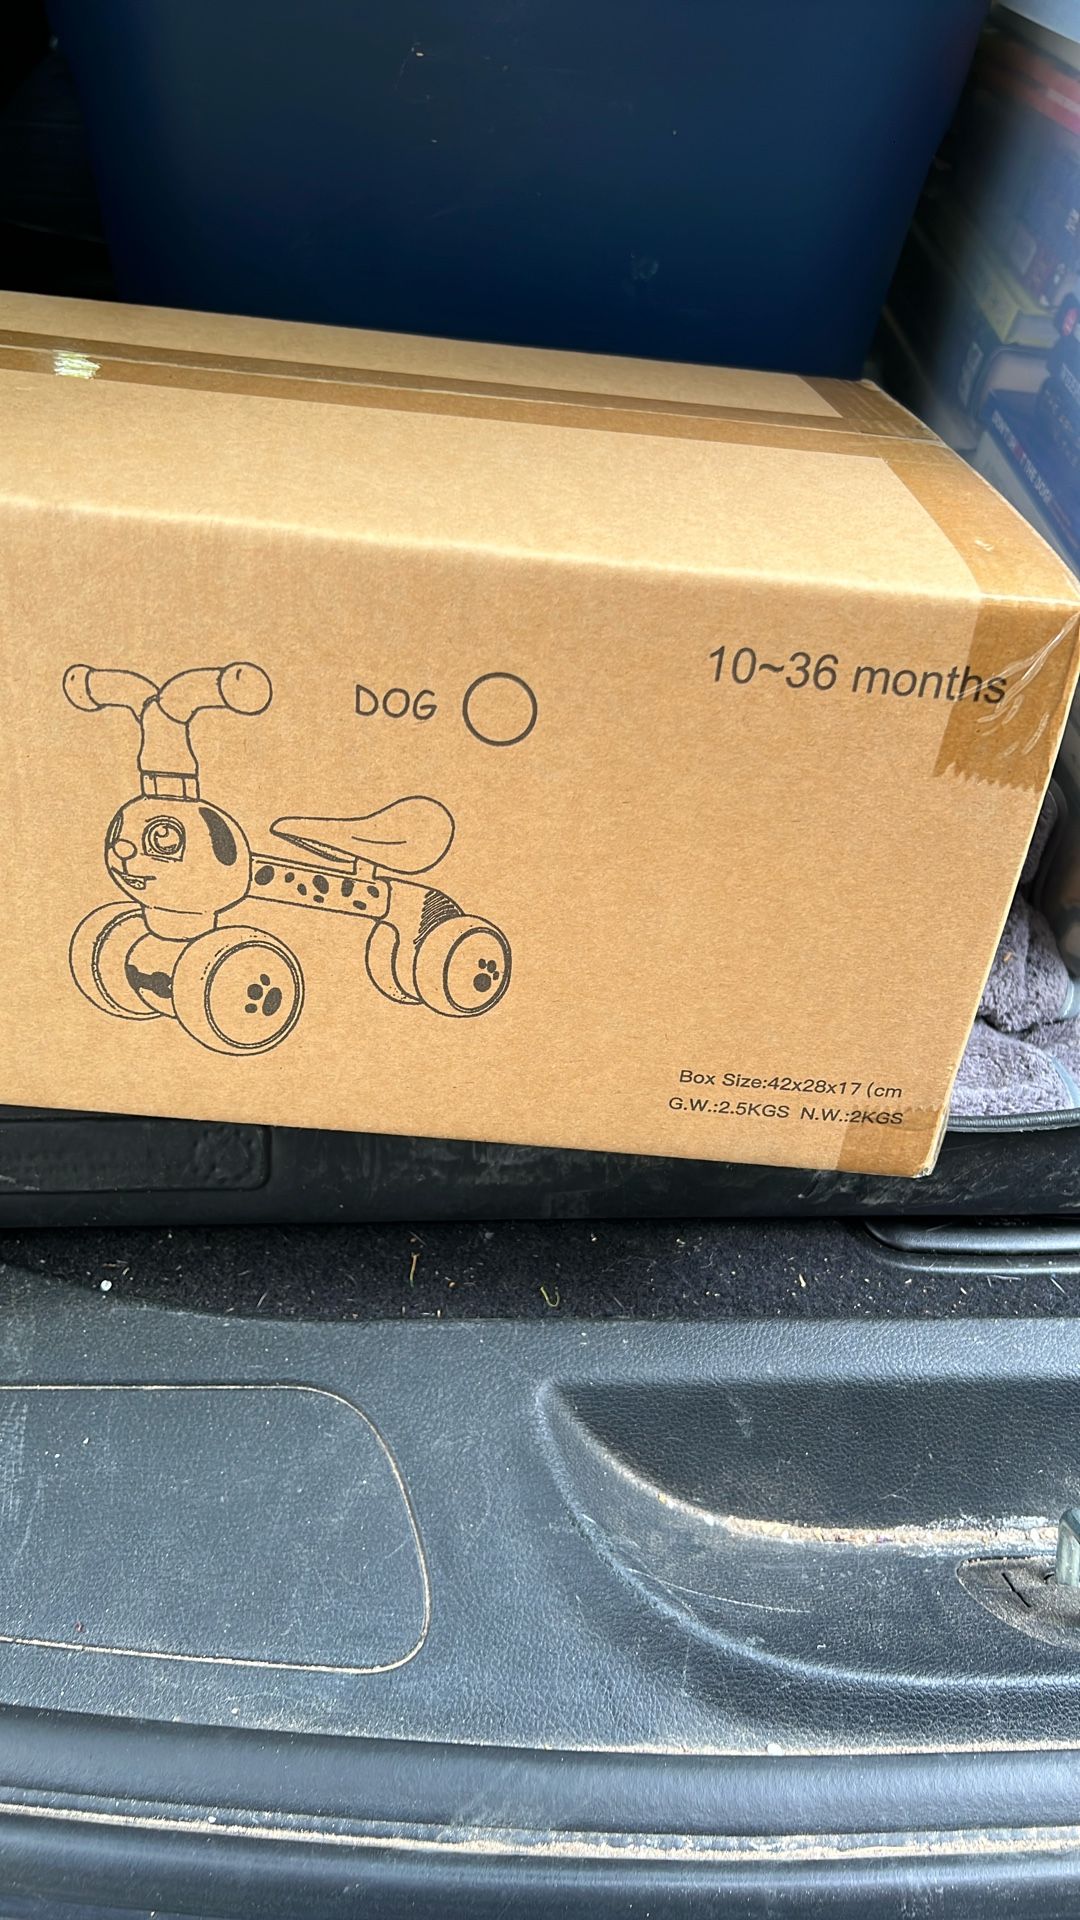 DOG
10~36 months
Box Size:42x28x17 (cm
G.W.:2.5KGS N.W.:2KGS